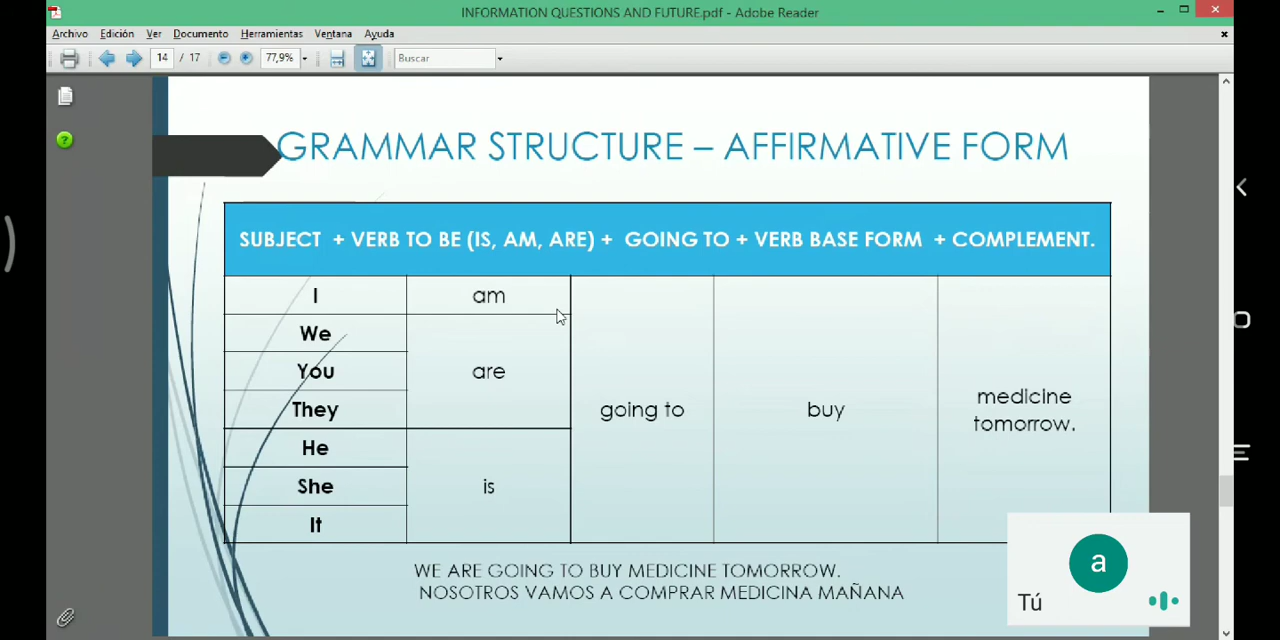 INFORMATION QUESTIONS AND FUTURE.pdf - Adobe Reader
Archivo Edición Ver Documento Herramientas Ventana Ayuda
14 / 17 77,9% Buscar
GRAMMAR STRUCTURE – AFFIRMATIVE FORM
SUBJECT + VERB TO BE (IS, AM, ARE) + GOING TO + VERB BASE FORM + COMPLEMENT.
I am
We
You are
They going to buy medicine tomorrow.
He
She is
It
WE ARE GOING TO BUY MEDICINE TOMORROW.
NOSOTROS VAMOS A COMPRAR MEDICINA MAÑANA
a
Tú